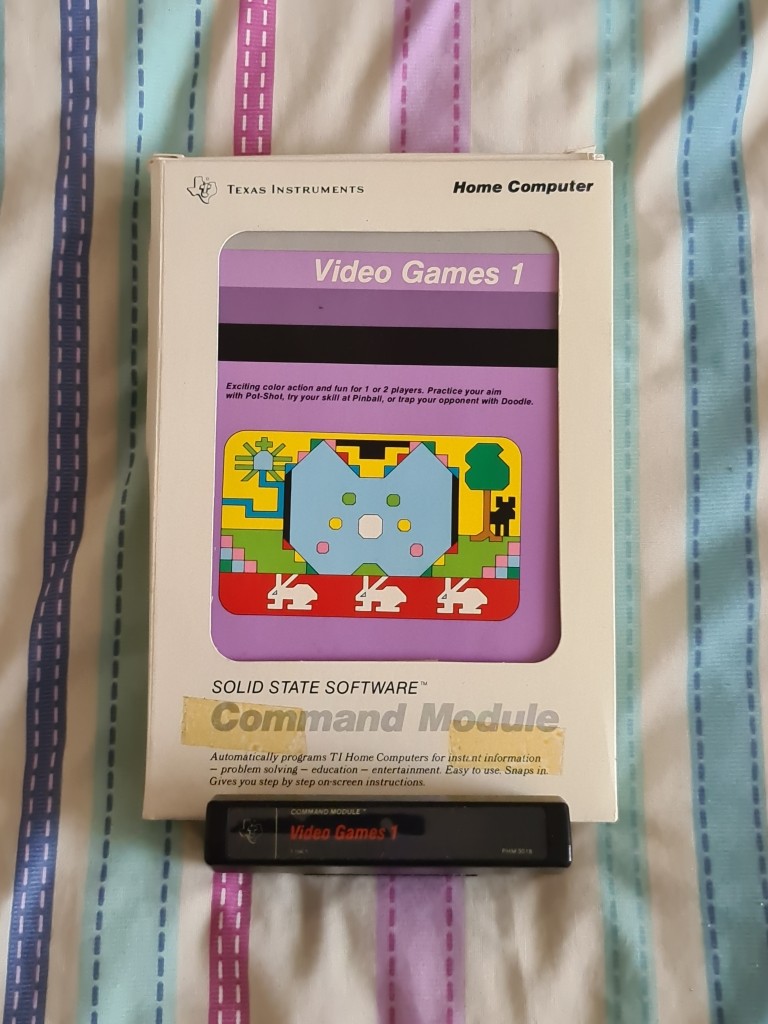 TEXAS INSTRUMENTS
Home Computer
Video Games 1
Exciting color action and fun for 1 or 2 players. Practice your aim
with Pot-Shot, try your skill at Pinball, or trap your opponent with Doodle.
SOLID STATE SOFTWARE™
Command Module
Automatically programs TI Home Computers for instant information
– problem solving – education – entertainment. Easy to use. Snaps in.
Gives you step by step on-screen instructions.
COMMAND MODULE™
Video Games 1
PHM 3018